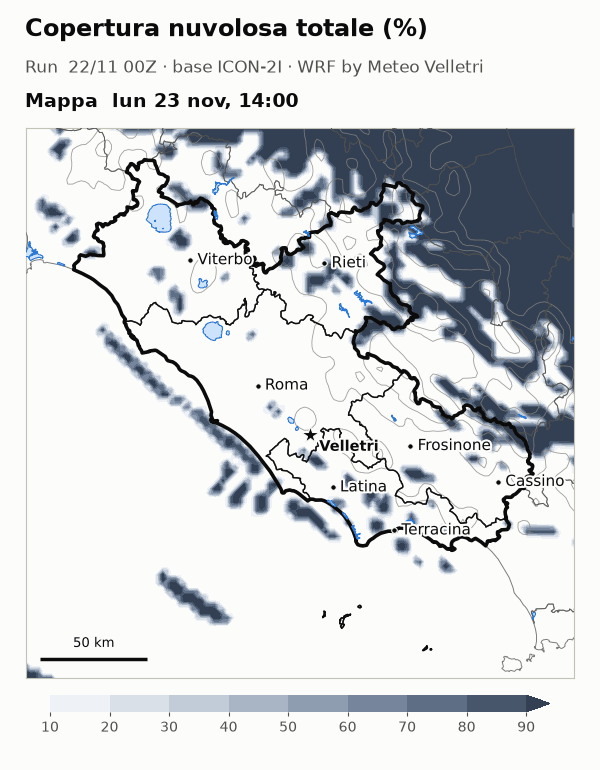 Copertura nuvolosa totale (%)
Run 22/11 00Z · base ICON-2I · WRF by Meteo Velletri
Mappa lun 23 nov, 14:00
Viterbo
Rieti
Roma
Velletri
Frosinone
Cassino
Latina
Terracina
50 km
10 20 30 40 50 60 70 80 90